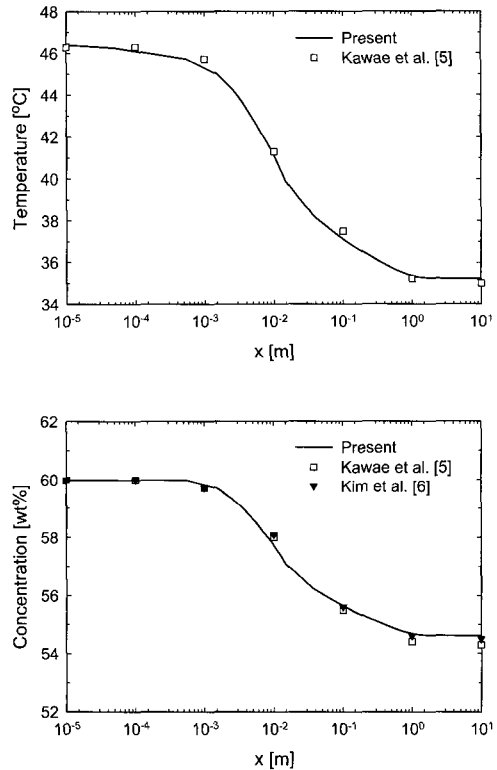 48
46
44
42
40
38
36
34
Temperature [°C]
Present
Kawae et al. [5]
10⁻⁵ 10⁻⁴ 10⁻³ 10⁻² 10⁻¹ 10⁰ 10¹
x [m]
62
60
58
56
54
52
Concentration [wt%]
Present
Kawae et al. [5]
Kim et al. [6]
10⁻⁵ 10⁻⁴ 10⁻³ 10⁻² 10⁻¹ 10⁰ 10¹
x [m]